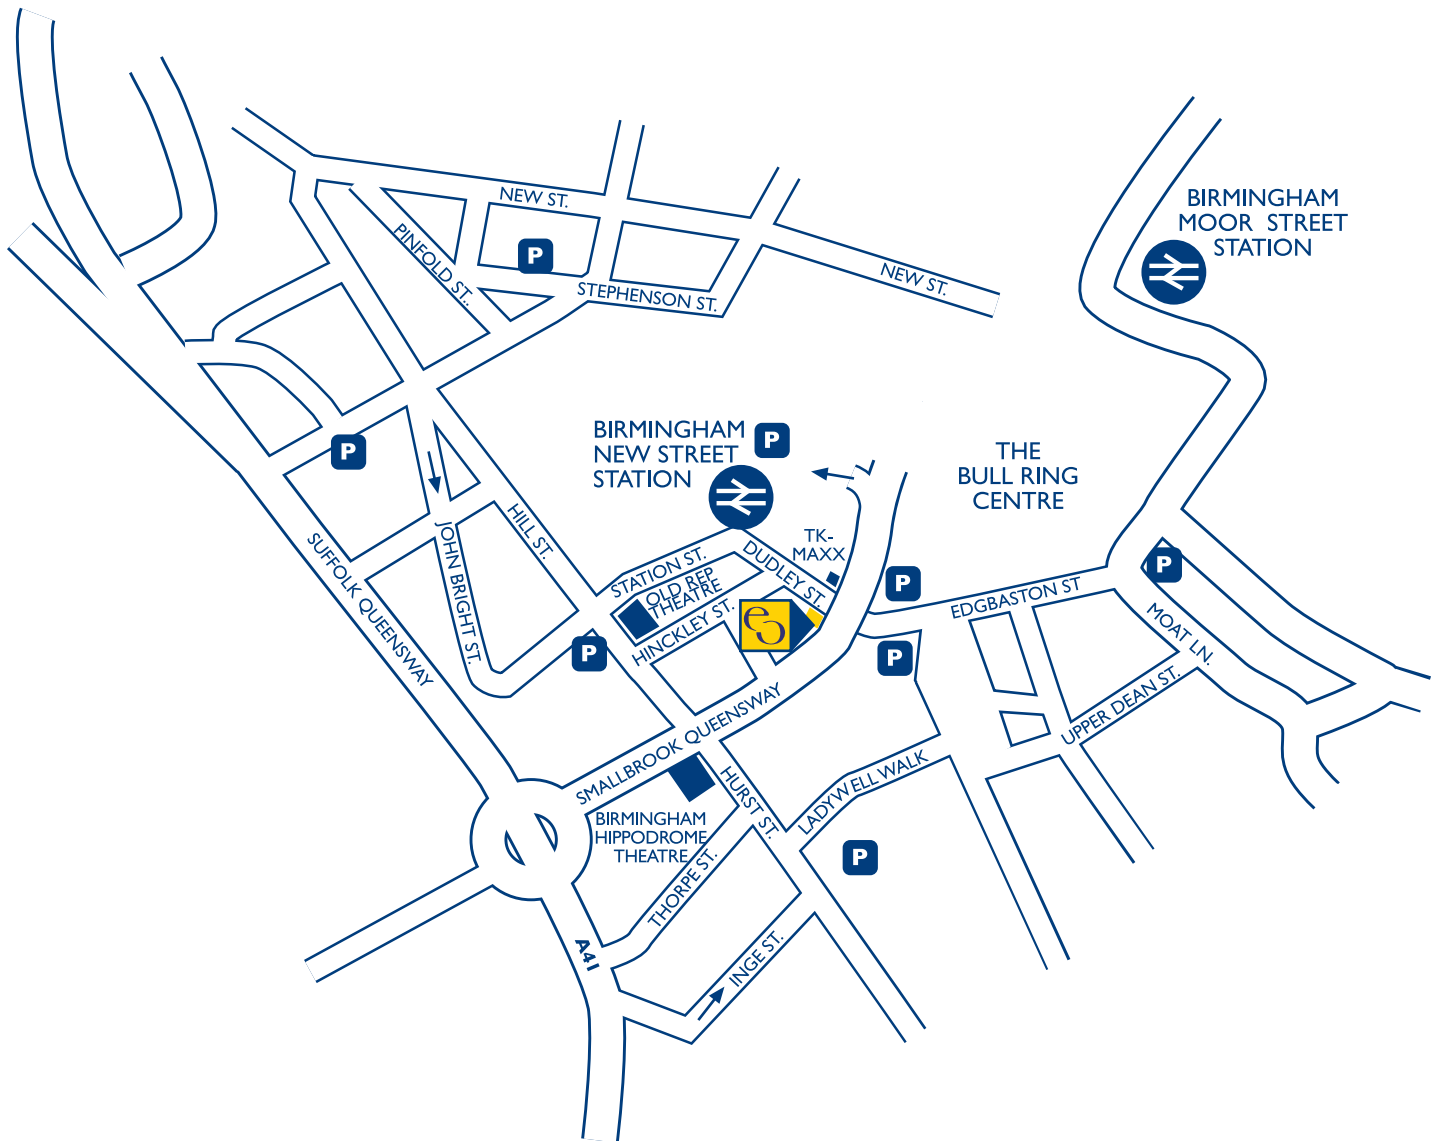 NEW ST.
BIRMINGHAM
MOOR STREET
STATION
PINFOLD ST..
P
NEW ST.
STEPHENSON ST.
BIRMINGHAM
NEW STREET
STATION
P
P
THE
BULL RING
CENTRE
HILL ST.
JOHN BRIGHT ST.
SUFFOLK QUEENSWAY
TK-
MAXX
STATION ST.
DUDLEY ST.
OLD REP
THEATRE
HINCKLEY ST.
ec
P
P
P
P
EDGBASTON ST
MOAT LN.
UPPER DEAN ST.
SMALLBROOK QUEENSWAY
HURST ST.
LADYWELL WALK
BIRMINGHAM
HIPPODROME
THEATRE
P
THORPE ST.
A41
INGE ST.